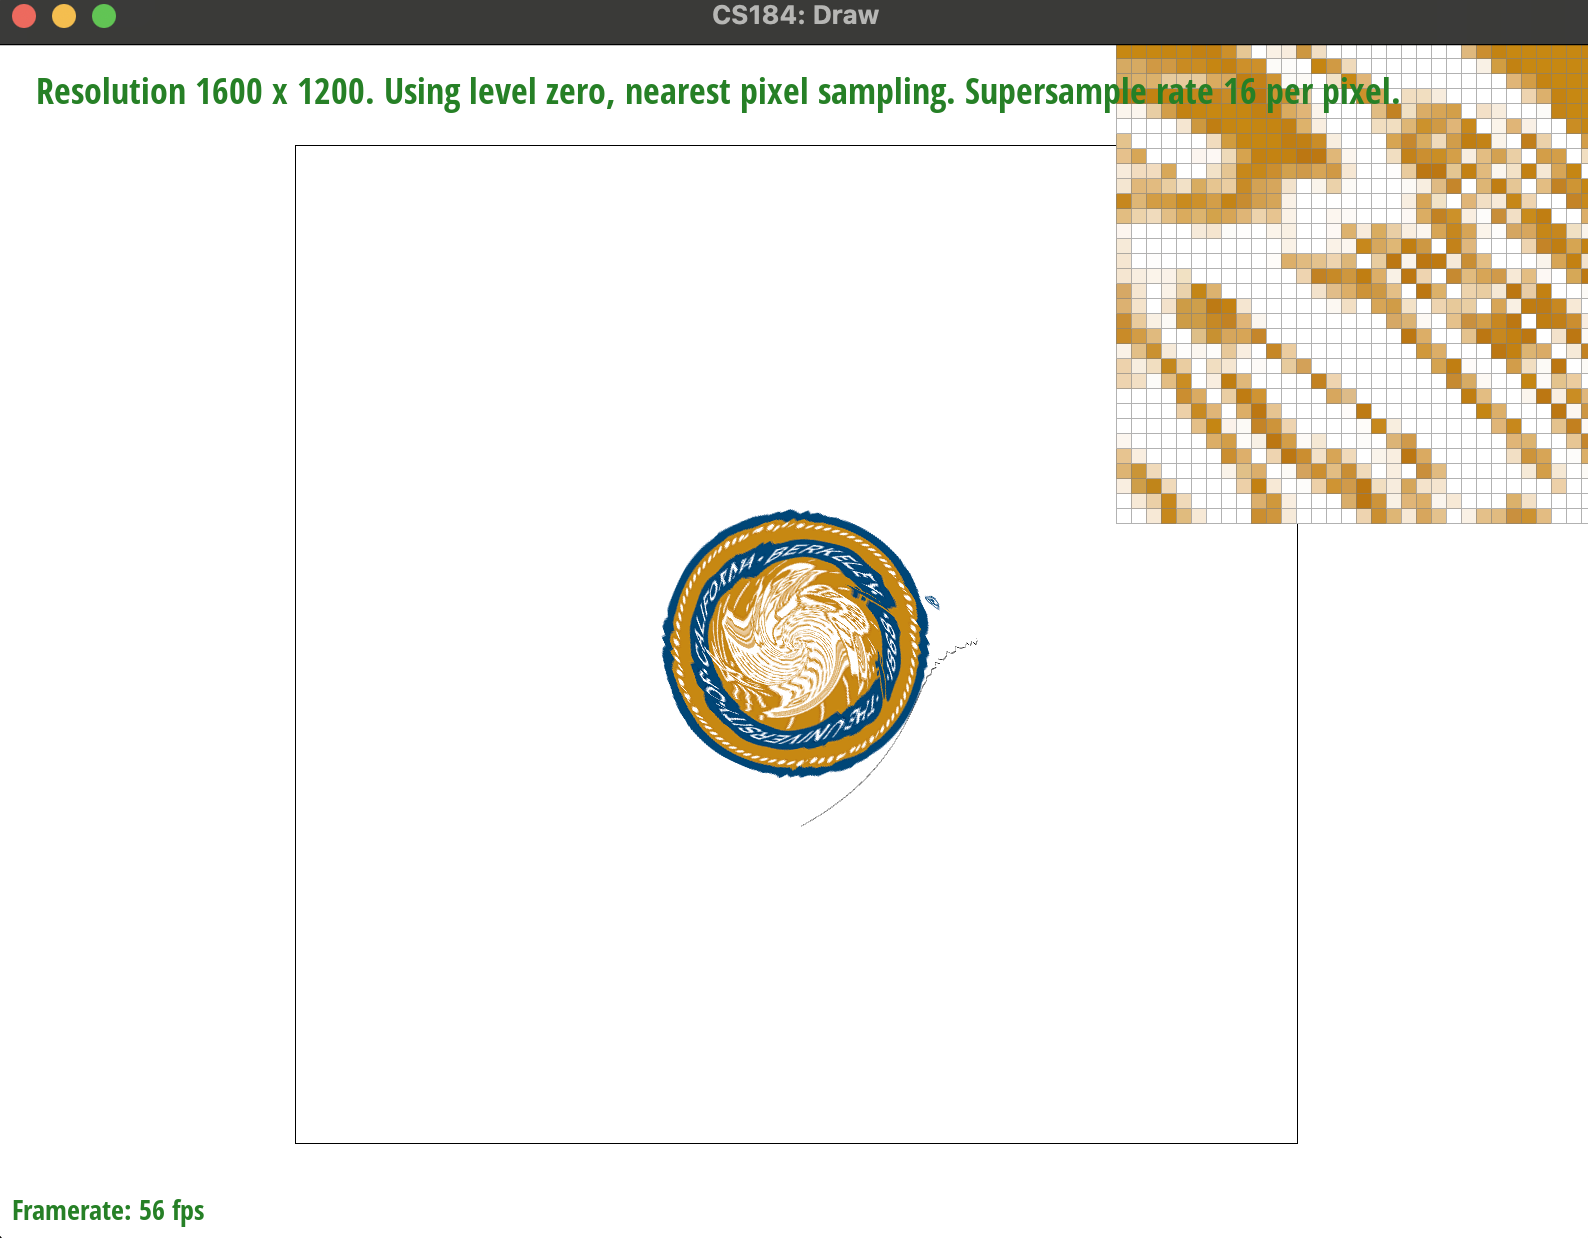 CS184: Draw
Resolution 1600 x 1200. Using level zero, nearest pixel sampling. Supersample rate 16 per pixel.
CALIFORNIA · BERKELEY
· THE UNIVERSITY OF
Framerate: 56 fps